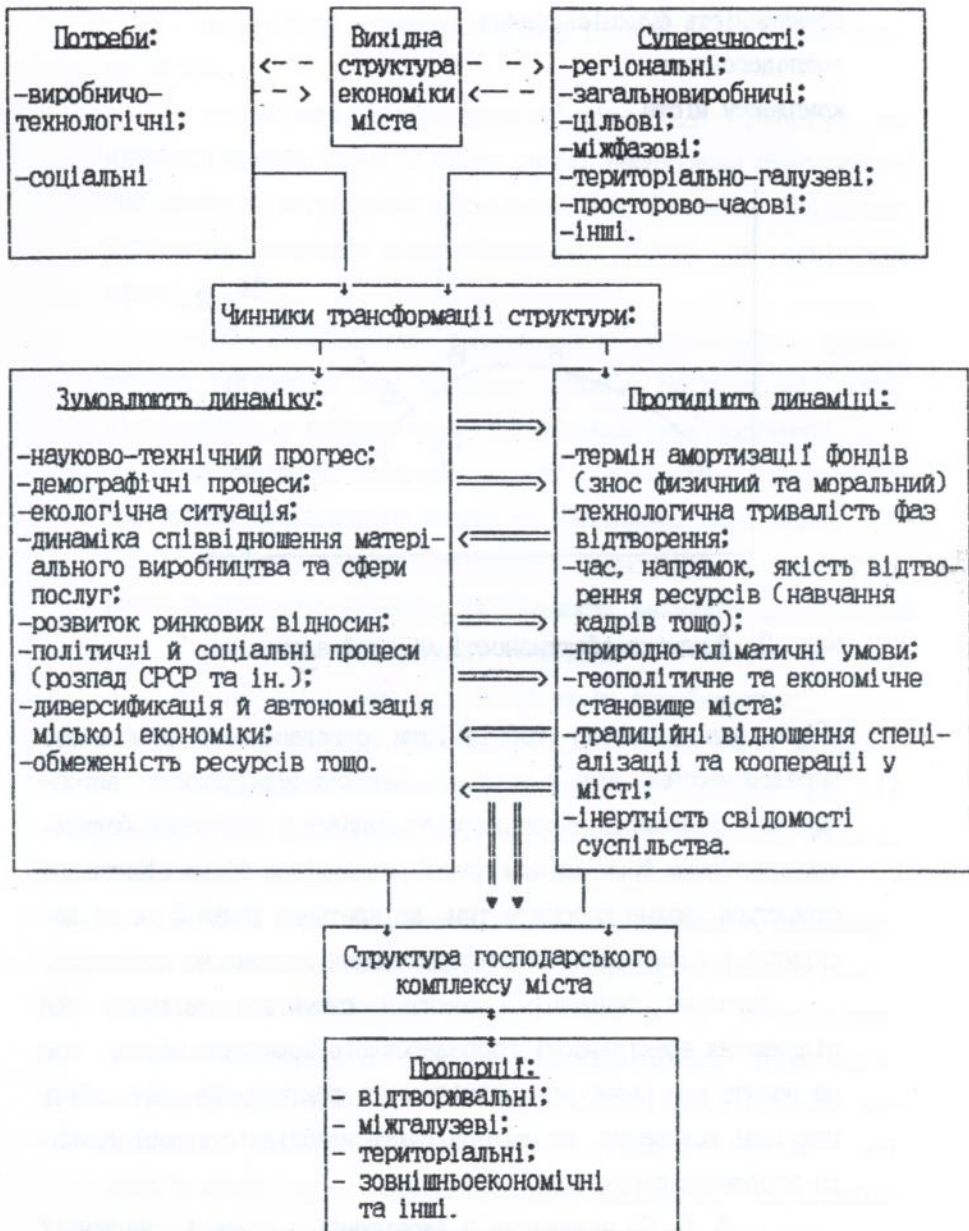 Потреби:
-виробничо-
технологічні;
-соціальні
Вихідна
структура
економіки
міста
Суперечності:
-регіональні;
-загальновиробничі;
-цільові;
-міжфазові;
-територіально-галузеві;
-просторово-часові;
-інші.
Чинники трансформації структури:
Зумовлюють динаміку:
-науково-технічний прогрес;
-демографічні процеси;
-екологічна ситуація;
-динаміка співвідношення матері-
ального виробництва та сфери
послуг;
-розвиток ринкових відносин;
-політичні й соціальні процеси
(розпад СРСР та ін.);
-диверсифікація й автономізація
міської економіки;
-обмеженість ресурсів тощо.
Протидіють динаміці:
-термін амортизації фондів
(знос физичний та моральний)
-технологична тривалість фаз
відтворення;
-час, напрямок, якість відтво-
рення ресурсів (навчання
кадрів тощо);
-природно-кліматичні умови;
-геополітичне та економічне
становище міста;
-традиційні відношення спеці-
алізації та кооперації у
місті;
-інертність свідомості
суспільства.
Структура господарського
комплексу міста
Пропорції:
- відтворювальні;
- міжгалузеві;
- територіальні;
- зовнішньоекономічні
та інші.